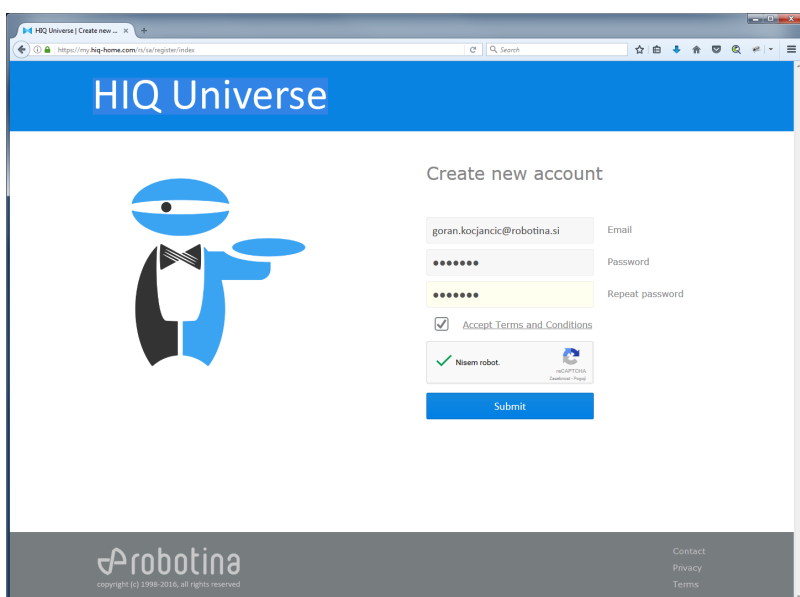 HIQ Universe | Create new ...
https://my.hiq-home.com/rs/sa/register/index
Search
HIQ Universe
Create new account
goran.kocjancic@robotina.si Email
Password
Repeat password
Accept Terms and Conditions
Nisem robot.
reCAPTCHA
Submit
robotina
copyright (c) 1998-2016, all rights reserved
Contact
Privacy
Terms